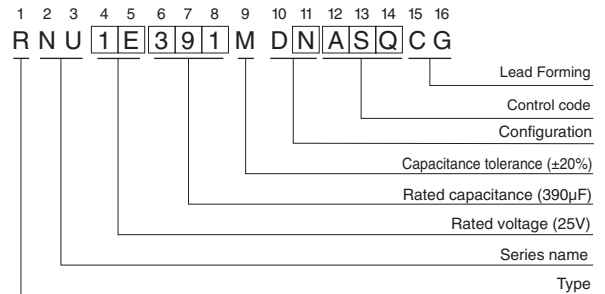 1 2 3 4 5 6 7 8 9 10 11 12 13 14 15 16
R N U 1 E 3 9 1 M D N A S Q C G
Lead Forming
Control code
Configuration
Capacitance tolerance (±20%)
Rated capacitance (390µF)
Rated voltage (25V)
Series name
Type